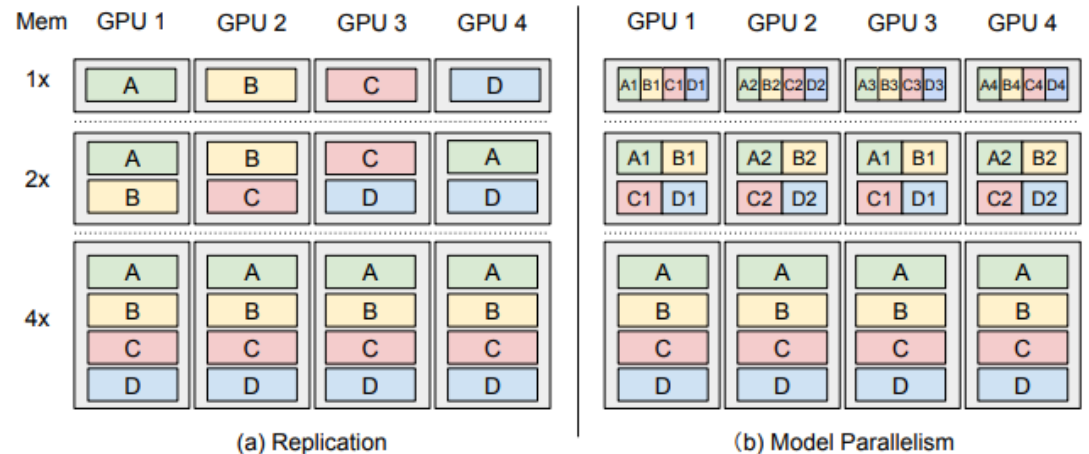 Mem GPU 1 GPU 2 GPU 3 GPU 4 GPU 1 GPU 2 GPU 3 GPU 4
1x A B C D A1 B1 C1 D1 A2 B2 C2 D2 A3 B3 C3 D3 A4 B4 C4 D4
2x A B C A A1 B1 A2 B2 A1 B1 A2 B2
B C D D C1 D1 C2 D2 C1 D1 C2 D2
4x A A A A A A A A
B B B B B B B B
C C C C C C C C
D D D D D D D D
(a) Replication (b) Model Parallelism